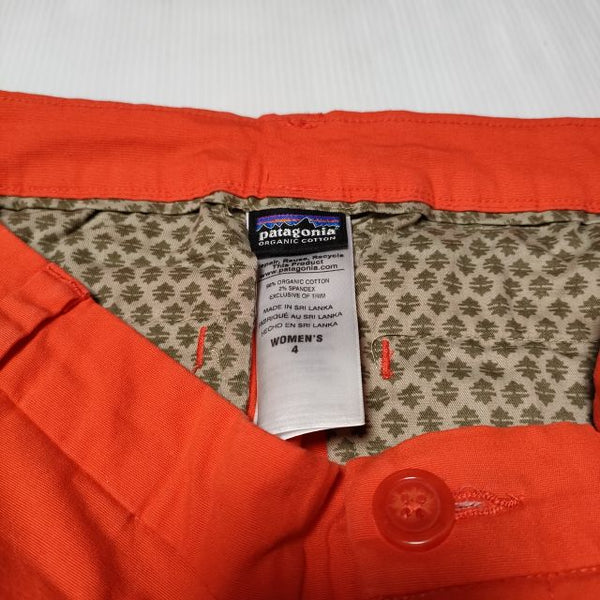 patagonia
ORGANIC COTTON
Repair, Reuse, Recycle
This Product
www.patagonia.com
98% ORGANIC COTTON
2% SPANDEX
EXCLUSIVE OF TRIM
MADE IN SRI LANKA
FABRIQUÉ AU SRI LANKA
HECHO EN SRI LANKA
WOMEN'S
4